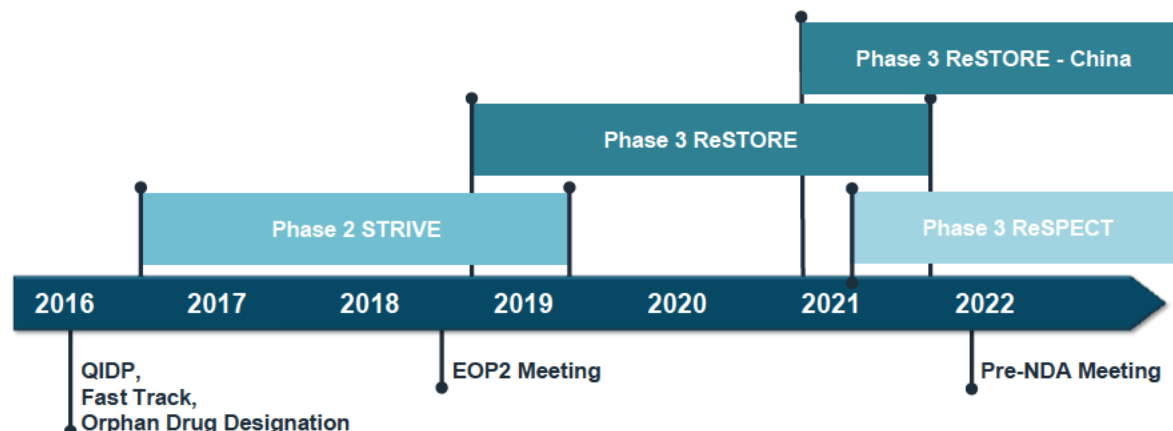 Phase 3 ReSTORE - China
Phase 3 ReSTORE
Phase 2 STRIVE
Phase 3 ReSPECT
2016 2017 2018 2019 2020 2021 2022
QIDP,
Fast Track,
Orphan Drug Designation
EOP2 Meeting
Pre-NDA Meeting